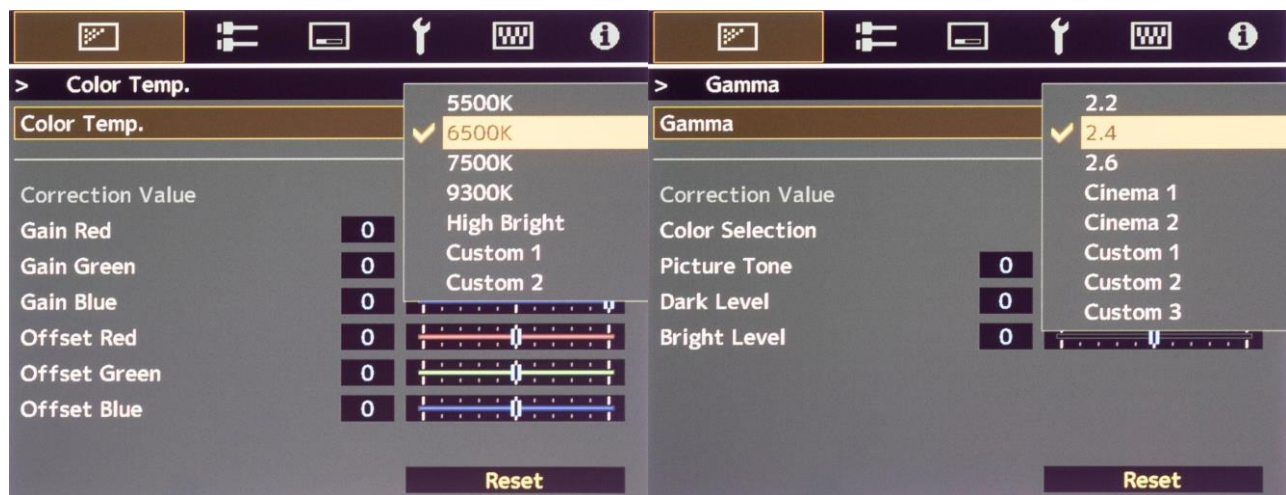 > Color Temp.
Color Temp.
5500K
6500K
7500K
9300K
High Bright
Custom 1
Custom 2
Correction Value
Gain Red 0
Gain Green 0
Gain Blue 0
Offset Red 0
Offset Green 0
Offset Blue 0
Reset
> Gamma
Gamma
2.2
2.4
2.6
Cinema 1
Cinema 2
Custom 1
Custom 2
Custom 3
Correction Value
Color Selection
Picture Tone 0
Dark Level 0
Bright Level 0
Reset